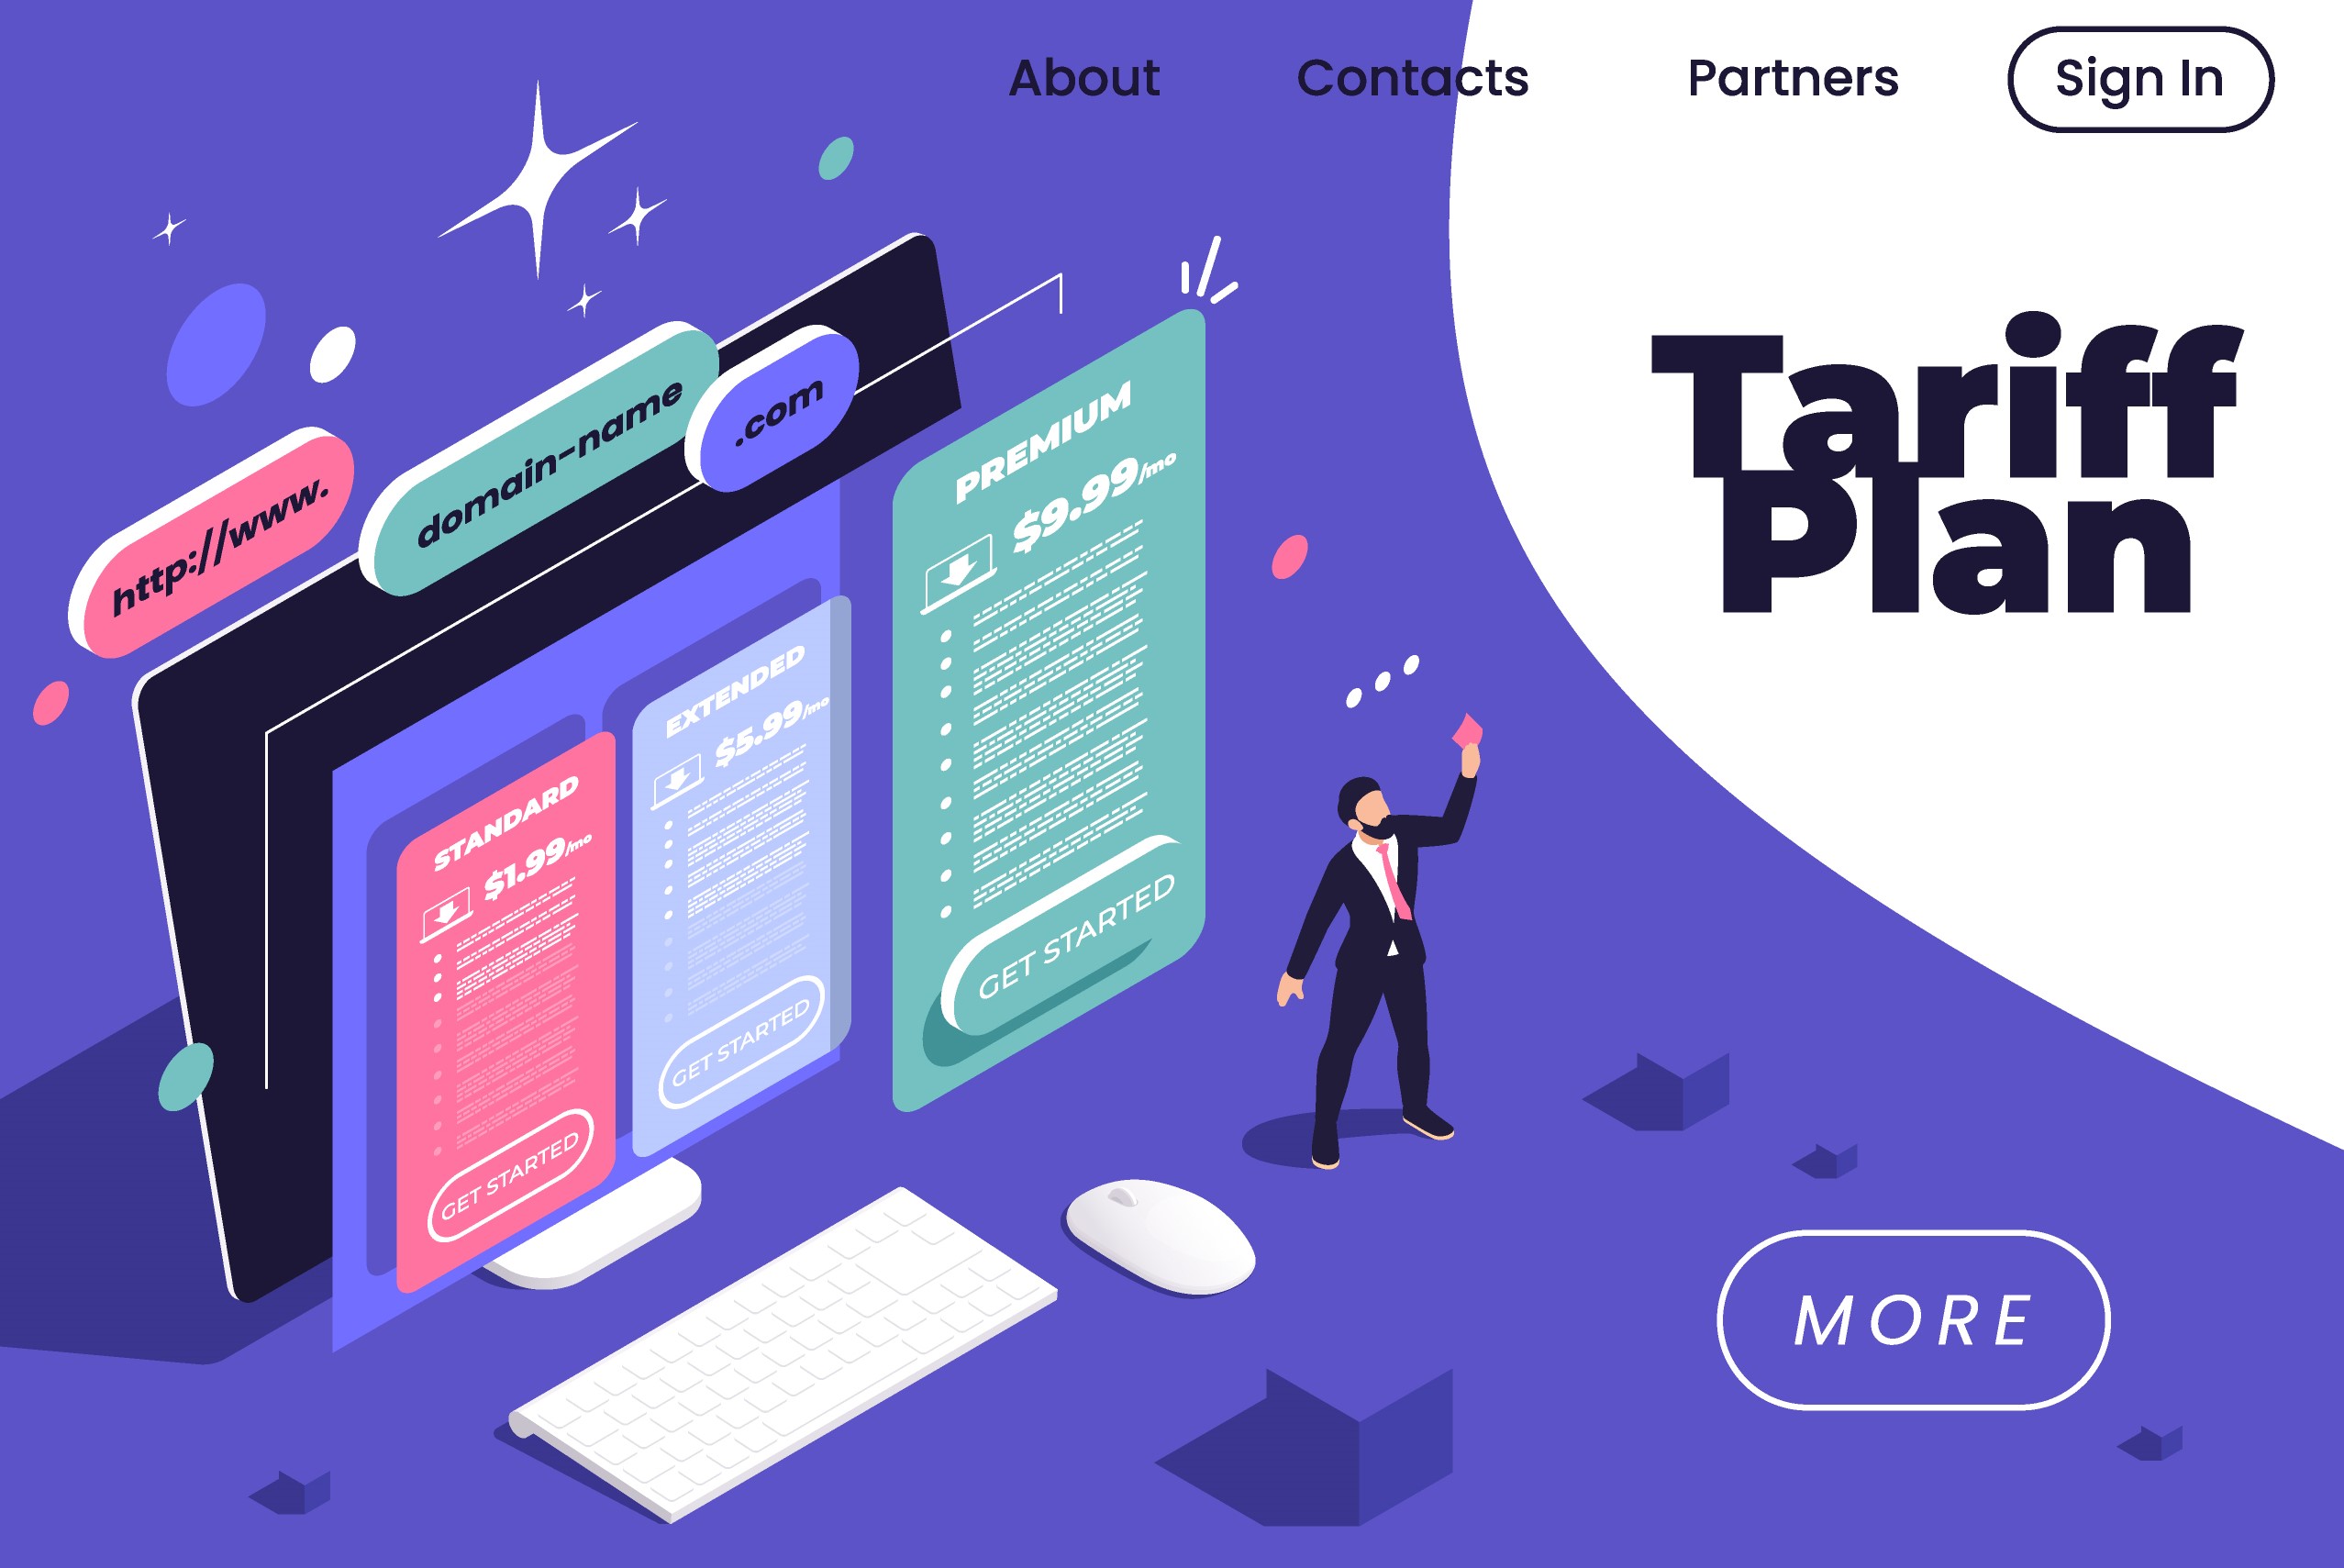 About Contacts Partners Sign In
Tariff
Plan
http://www. domain-name .com
PREMIUM
$9.99/mo
GET STARTED
EXTENDED
$5.99/mo
GET STARTED
STANDARD
$1.99/mo
GET STARTED
MORE